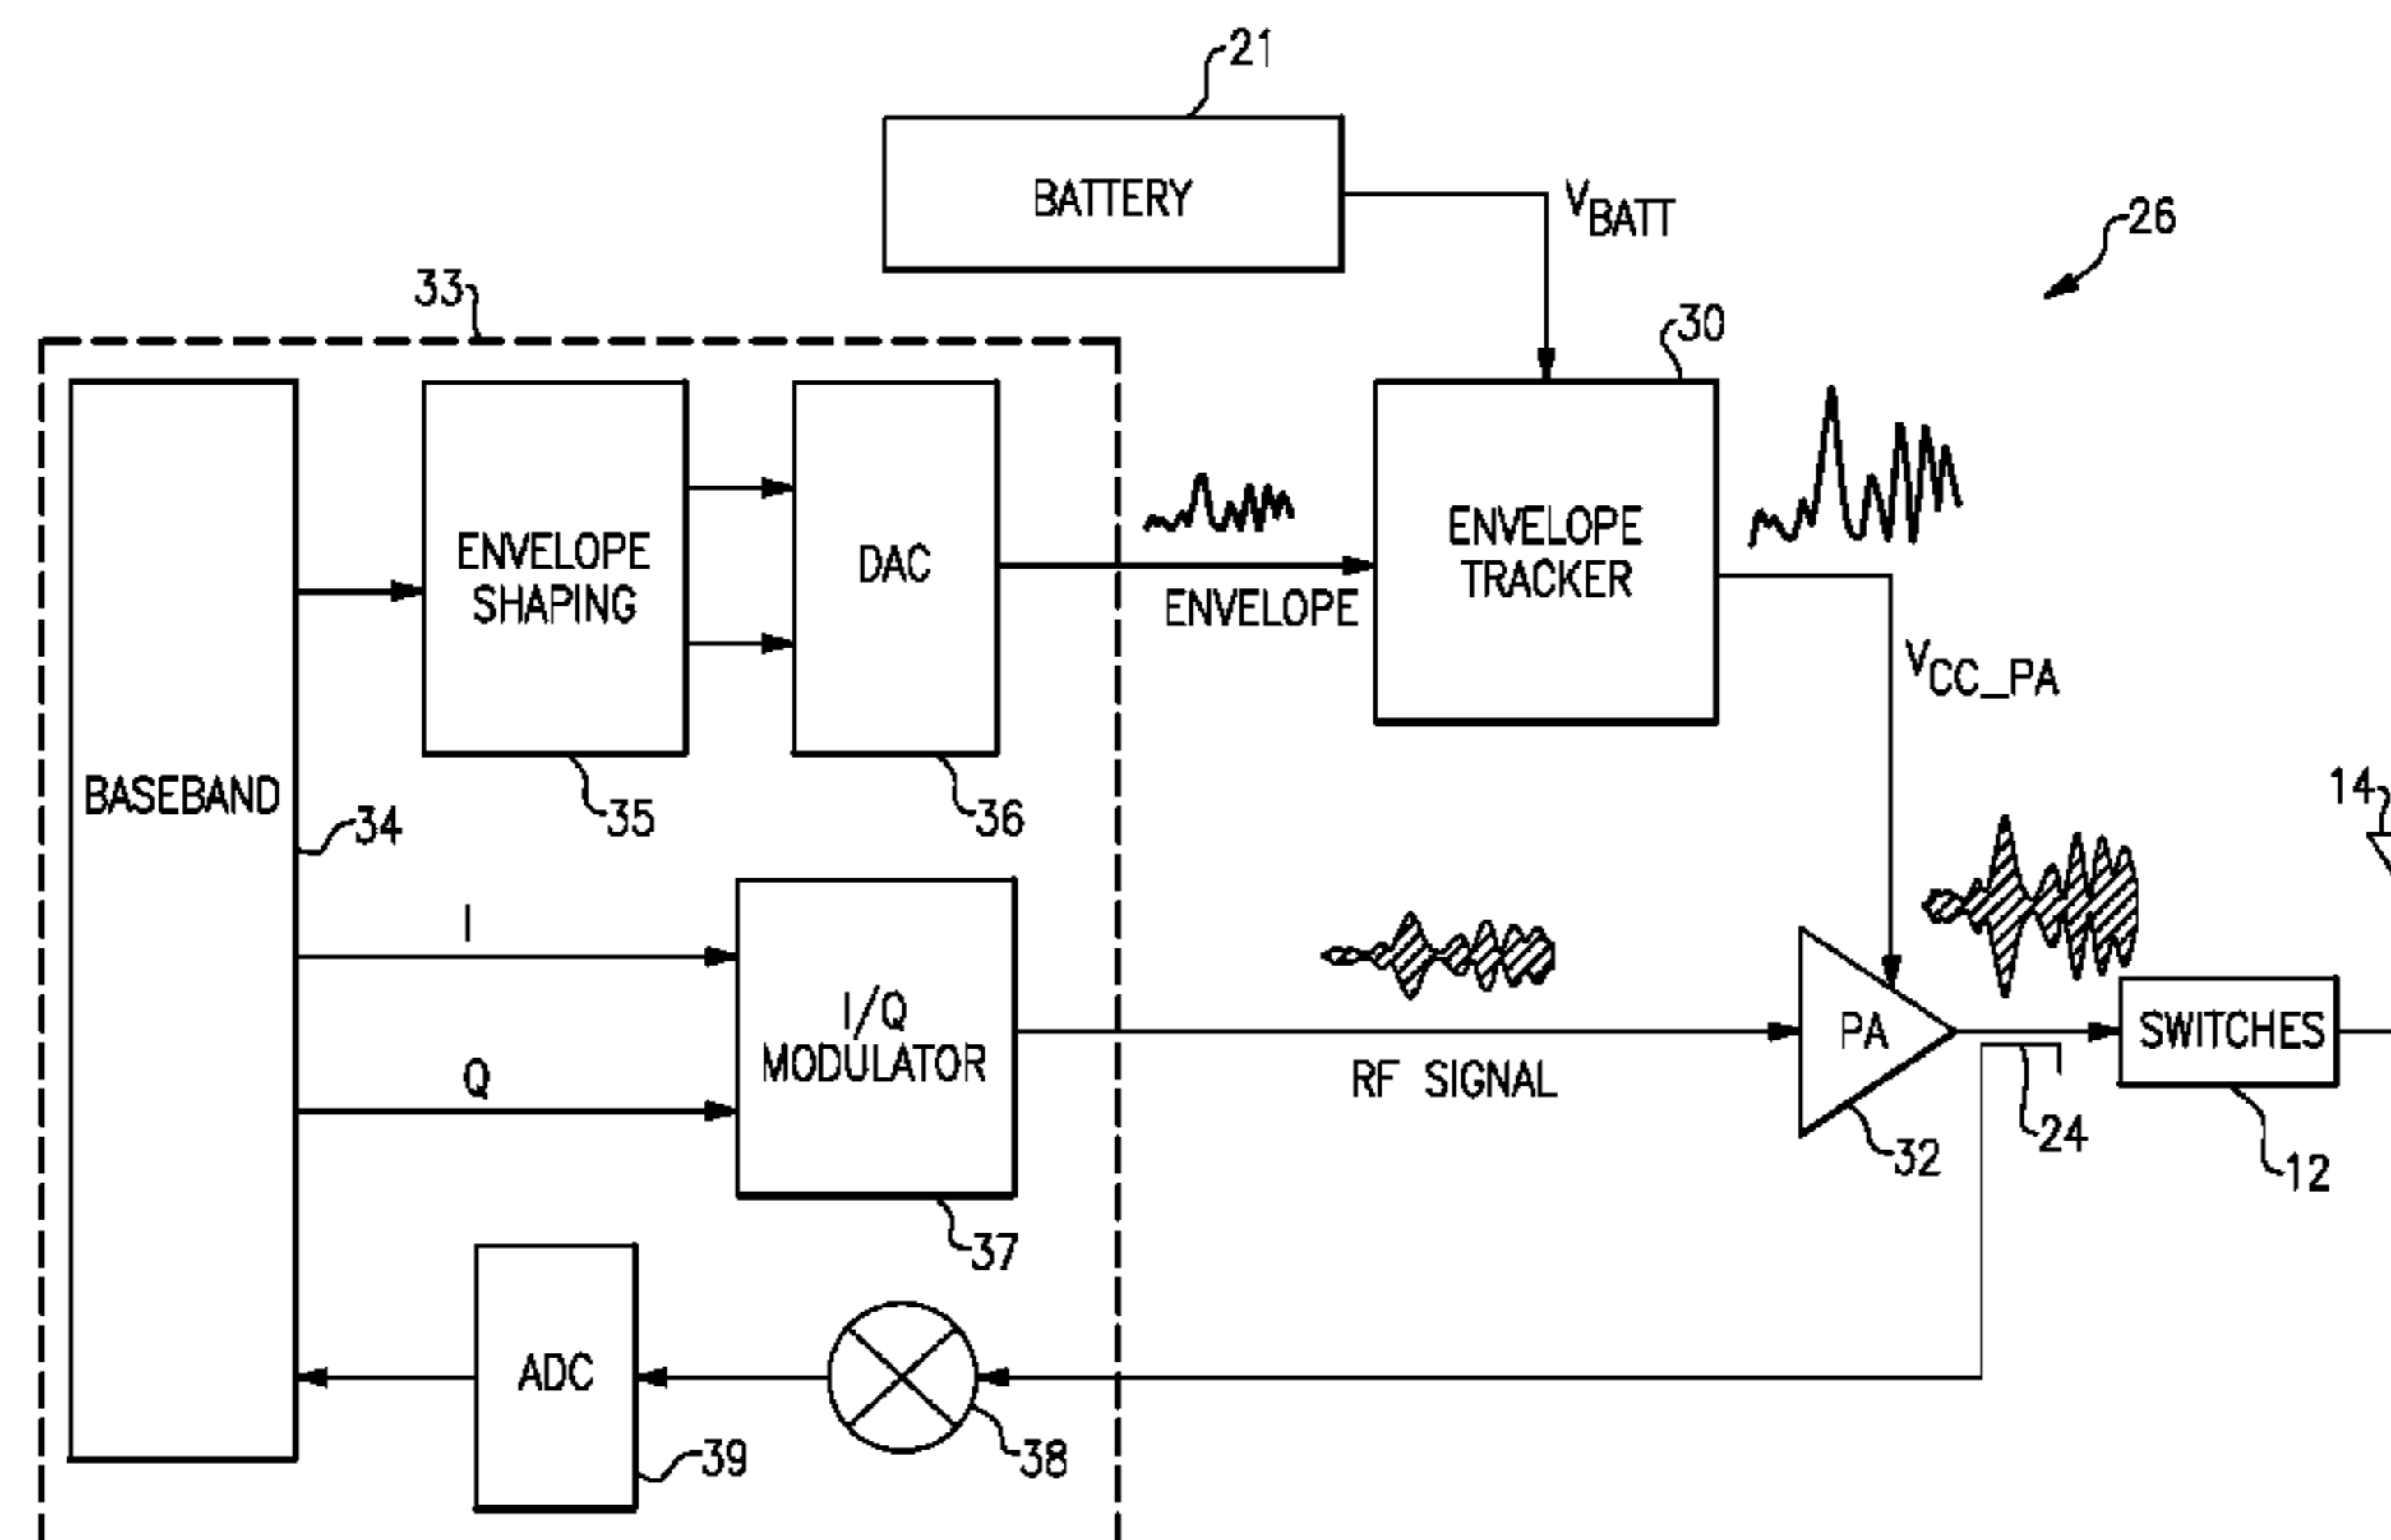 21
BATTERY
VBATT
26
33
30
ENVELOPE
SHAPING
DAC
ENVELOPE
ENVELOPE
TRACKER
VCC_PA
BASEBAND
34
35
36
14
I
I/Q
MODULATOR
Q
RF SIGNAL
PA
SWITCHES
32
24
12
37
ADC
39
38